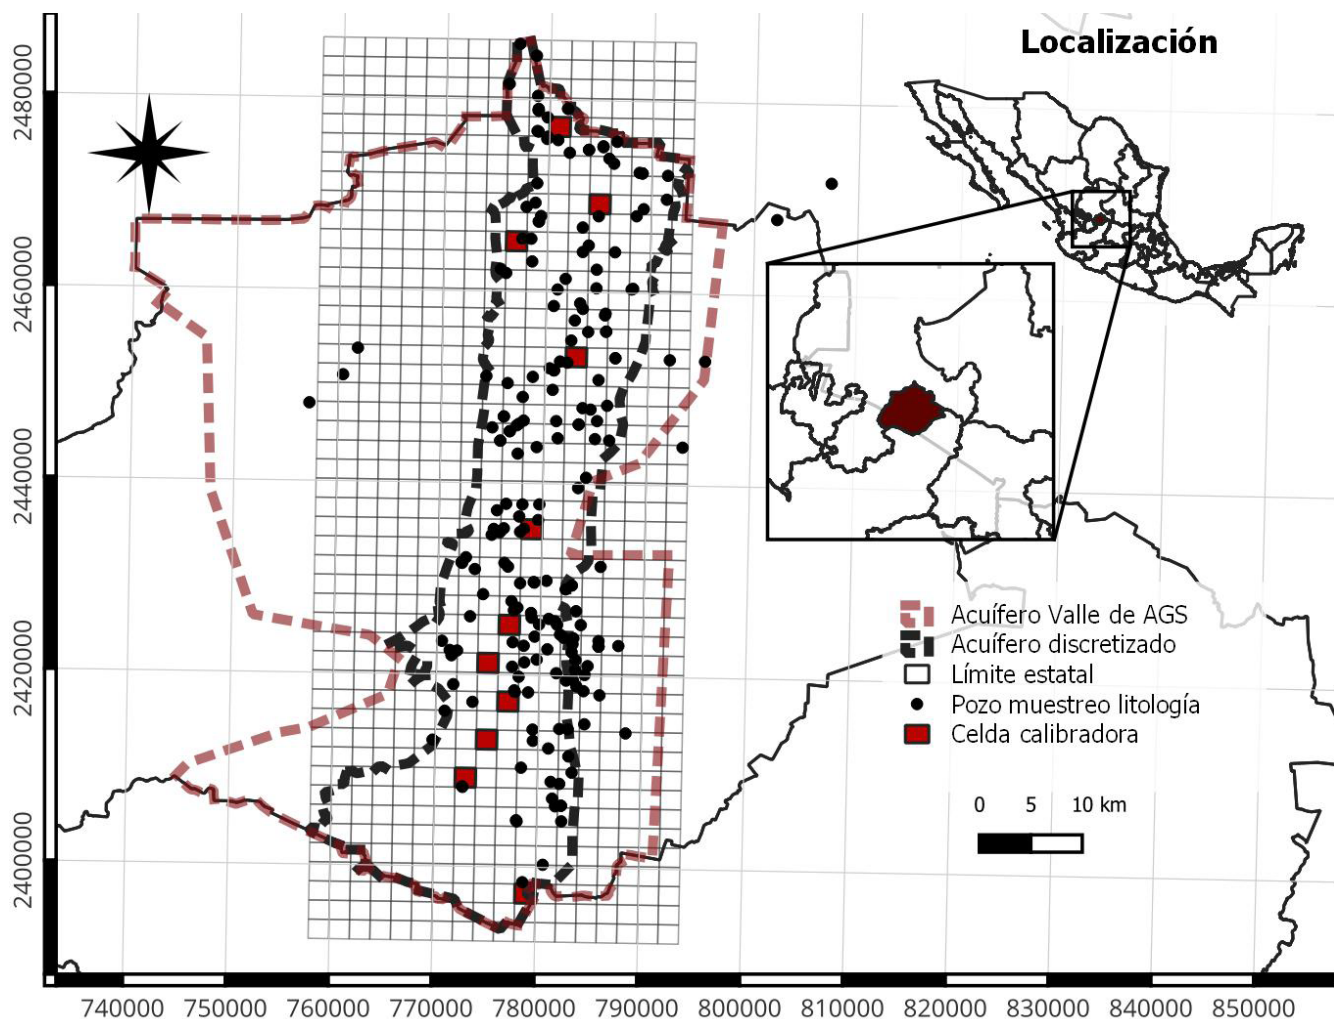 Localización
2480000
2460000
2440000
2420000
2400000
Acuífero Valle de AGS
Acuífero discretizado
Límite estatal
Pozo muestreo litología
Celda calibradora
0 5 10 km
740000 750000 760000 770000 780000 790000 800000 810000 820000 830000 840000 850000